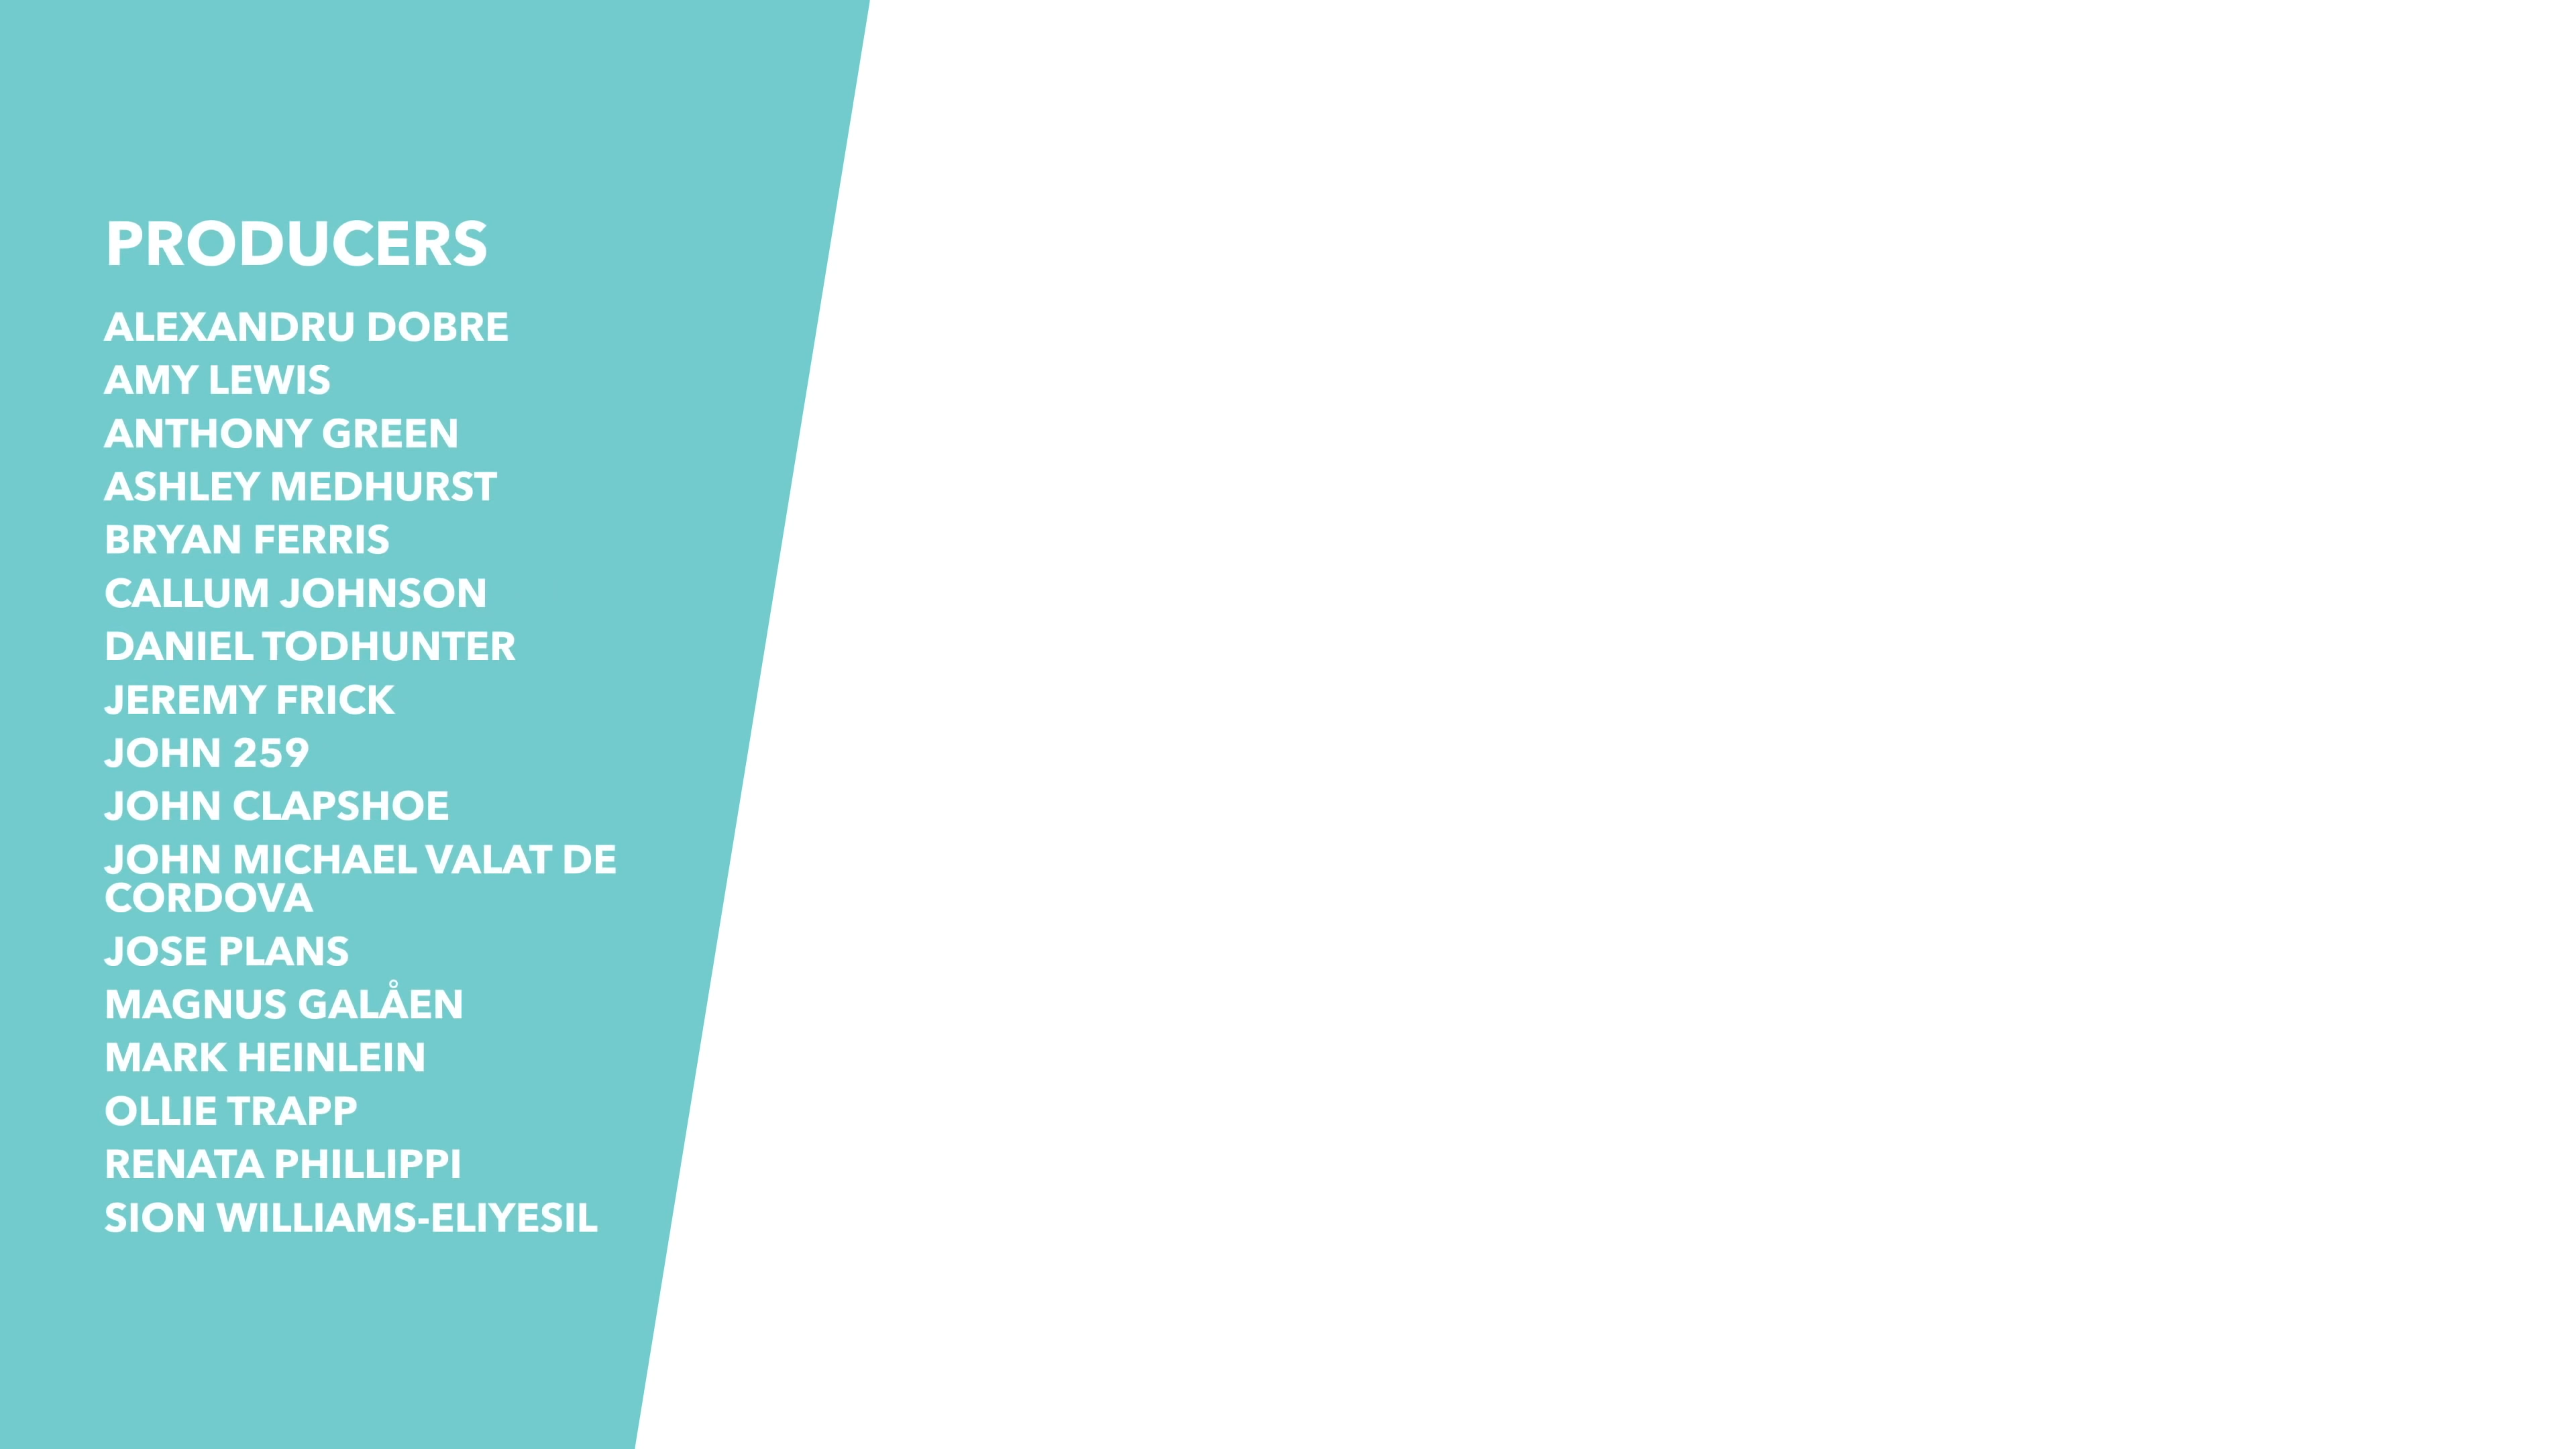 PRODUCERS
ALEXANDRU DOBRE
AMY LEWIS
ANTHONY GREEN
ASHLEY MEDHURST
BRYAN FERRIS
CALLUM JOHNSON
DANIEL TODHUNTER
JEREMY FRICK
JOHN 259
JOHN CLAPSHOE
JOHN MICHAEL VALAT DE
CORDOVA
JOSE PLANS
MAGNUS GALÅEN
MARK HEINLEIN
OLLIE TRAPP
RENATA PHILLIPPI
SION WILLIAMS-ELIYESIL